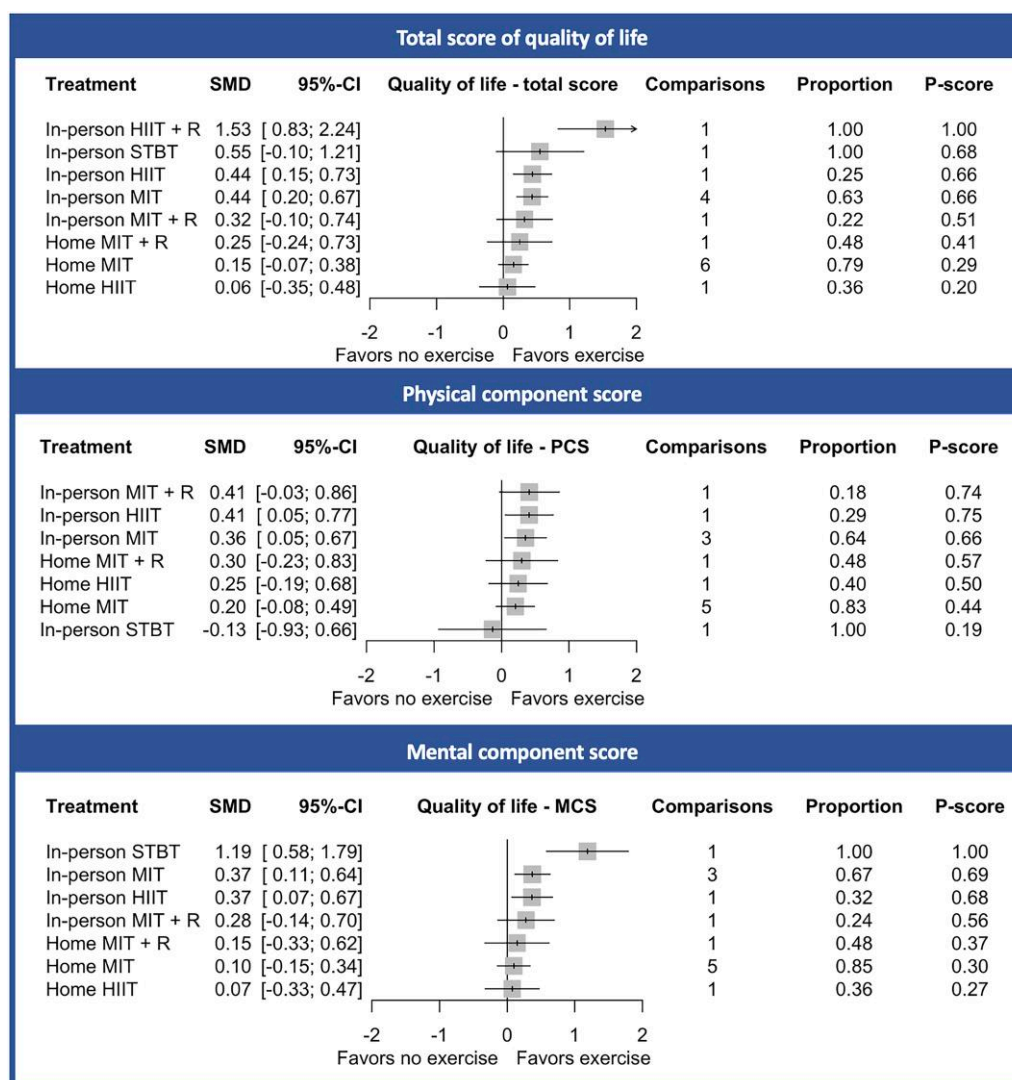 Total score of quality of life
Treatment SMD 95%-CI Quality of life - total score Comparisons Proportion P-score
In-person HIIT + R 1.53 [ 0.83; 2.24] 1 1.00 1.00
In-person STBT 0.55 [-0.10; 1.21] 1 1.00 0.68
In-person HIIT 0.44 [ 0.15; 0.73] 1 0.25 0.66
In-person MIT 0.44 [ 0.20; 0.67] 4 0.63 0.66
In-person MIT + R 0.32 [-0.10; 0.74] 1 0.22 0.51
Home MIT + R 0.25 [-0.24; 0.73] 1 0.48 0.41
Home MIT 0.15 [-0.07; 0.38] 6 0.79 0.29
Home HIIT 0.06 [-0.35; 0.48] 1 0.36 0.20
-2 -1 0 1 2
Favors no exercise Favors exercise
Physical component score
Treatment SMD 95%-CI Quality of life - PCS Comparisons Proportion P-score
In-person MIT + R 0.41 [-0.03; 0.86] 1 0.18 0.74
In-person HIIT 0.41 [ 0.05; 0.77] 1 0.29 0.75
In-person MIT 0.36 [ 0.05; 0.67] 3 0.64 0.66
Home MIT + R 0.30 [-0.23; 0.83] 1 0.48 0.57
Home HIIT 0.25 [-0.19; 0.68] 1 0.40 0.50
Home MIT 0.20 [-0.08; 0.49] 5 0.83 0.44
In-person STBT -0.13 [-0.93; 0.66] 1 1.00 0.19
-2 -1 0 1 2
Favors no exercise Favors exercise
Mental component score
Treatment SMD 95%-CI Quality of life - MCS Comparisons Proportion P-score
In-person STBT 1.19 [ 0.58; 1.79] 1 1.00 1.00
In-person MIT 0.37 [ 0.11; 0.64] 3 0.67 0.69
In-person HIIT 0.37 [ 0.07; 0.67] 1 0.32 0.68
In-person MIT + R 0.28 [-0.14; 0.70] 1 0.24 0.56
Home MIT + R 0.15 [-0.33; 0.62] 1 0.48 0.37
Home MIT 0.10 [-0.15; 0.34] 5 0.85 0.30
Home HIIT 0.07 [-0.33; 0.47] 1 0.36 0.27
-2 -1 0 1 2
Favors no exercise Favors exercise